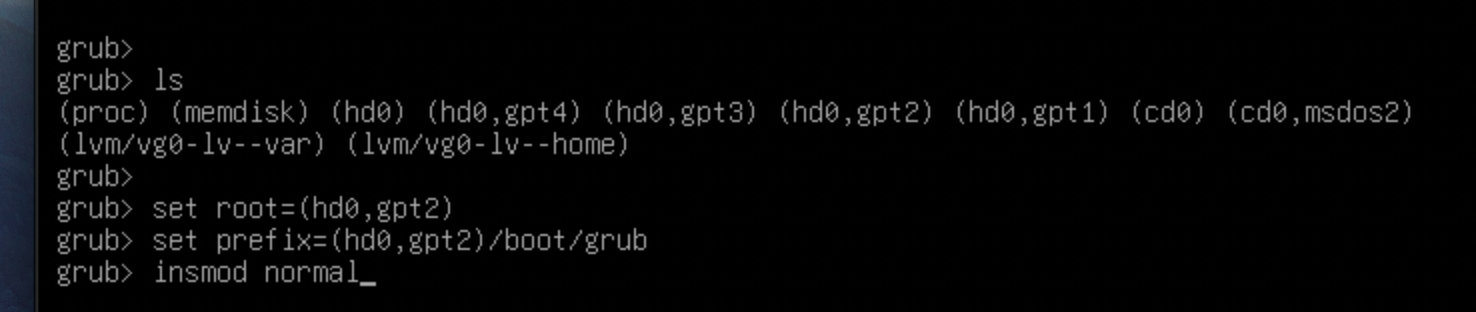 grub>
grub> ls
(proc) (memdisk) (hd0) (hd0,gpt4) (hd0,gpt3) (hd0,gpt2) (hd0,gpt1) (cd0) (cd0,msdos2)
(lvm/vg0-lv--var) (lvm/vg0-lv--home)
grub>
grub> set root=(hd0,gpt2)
grub> set prefix=(hd0,gpt2)/boot/grub
grub> insmod normal_